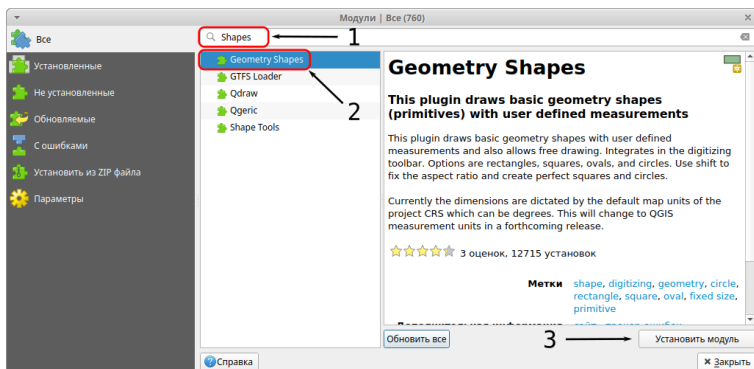 Модули | Все (760)
Все
Установленные
Не установленные
Обновляемые
С ошибками
Установить из ZIP файла
Параметры
Shapes
1
Geometry Shapes
GTFS Loader
Qdraw
Qgeric
Shape Tools
2
Geometry Shapes
This plugin draws basic geometry shapes
(primitives) with user defined measurements
This plugin draws basic geometry shapes with user defined
measurements and also allows free drawing. Integrates in the digitizing
toolbar. Options are rectangles, squares, ovals, and circles. Use shift to
fix the aspect ratio and create perfect squares and circles.
Currently the dimensions are dictated by the default map units of the
project CRS which can be degrees. This will change to QGIS
measurement units in a forthcoming release.
3 оценок, 12715 установок
Метки shape, digitizing, geometry, circle,
rectangle, square, oval, fixed size,
primitive
Обновить все
3
Установить модуль
Справка
Закрыть